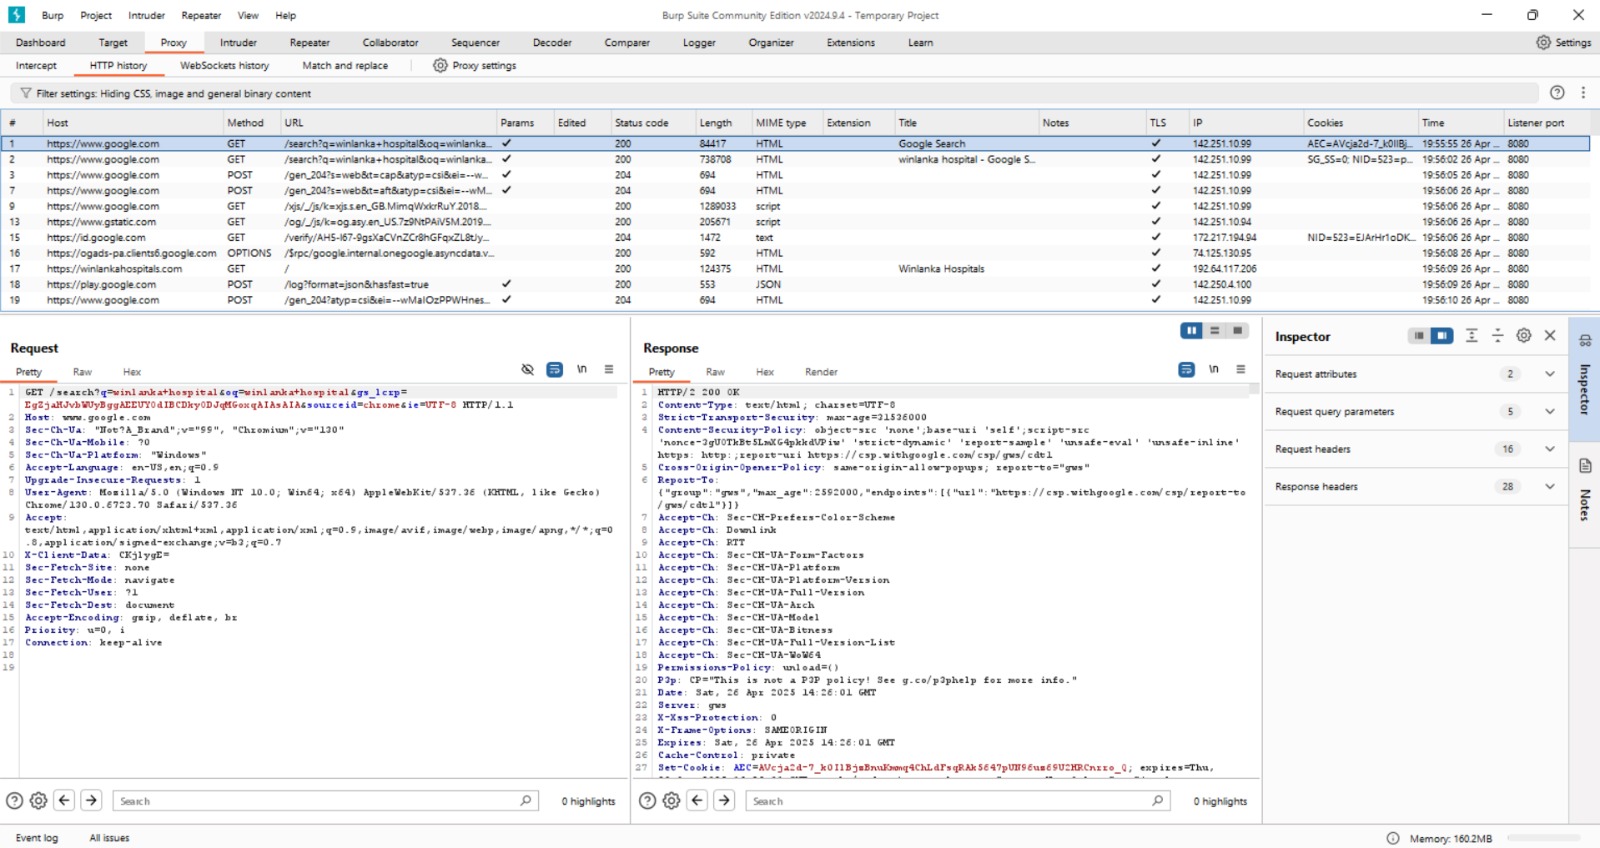 Burp Project Intruder Repeater View Help Burp Suite Community Edition v2024.9.4 - Temporary Project
Dashboard Target Proxy Intruder Repeater Collaborator Sequencer Decoder Comparer Logger Organizer Extensions Learn Settings
Intercept HTTP history WebSockets history Match and replace Proxy settings
Filter settings: Hiding CSS, image and general binary content
# Host Method URL Params Edited Status code Length MIME type Extension Title Notes TLS IP Cookies Time Listener port
1 https://www.google.com GET /search?q=winlanka+hospital&oq=winlanka... ✓ 200 84417 HTML Google Search ✓ 142.251.10.99 19:55:55 26 Apr ... 8080
2 https://www.google.com GET /search?q=winlanka+hospital&oq=winlanka... ✓ 200 738708 HTML winlanka hospital - Google S... ✓ 142.251.10.99 SG_SS=0; NID=523=p... 19:56:02 26 Apr ... 8080
3 https://www.google.com POST /gen_204?s=web&t=cap&atyp=csi&ei=--w... ✓ 204 694 HTML ✓ 142.251.10.99 19:56:05 26 Apr ... 8080
7 https://www.google.com POST /gen_204?s=web&t=aft&atyp=csi&ei=--wM... ✓ 204 694 HTML ✓ 142.251.10.99 19:56:06 26 Apr ... 8080
9 https://www.google.com GET /xjs/_/js/k=xjs.s.en_GB.MimqWxkrRuY.2018... 200 1289033 script ✓ 142.251.10.99 19:56:06 26 Apr ... 8080
13 https://www.gstatic.com GET /og/_/js/k=og.asy.en_US.7z9NtPAiV5M.2019... 200 205671 script ✓ 142.251.10.94 19:56:06 26 Apr ... 8080
15 https://id.google.com GET 204 1472 text ✓ 172.217.194.94 NID=523=EJArHr1oDK... 19:56:06 26 Apr ... 8080
16 https://ogads-pa.clients6.google.com OPTIONS /$rpc/google.internal.onegoogle.asyncdata.v... 200 592 HTML ✓ 74.125.130.95 19:56:08 26 Apr ... 8080
17 https://winlankahospitals.com GET / 200 124375 HTML Winlanka Hospitals ✓ 192.64.117.206 19:56:09 26 Apr ... 8080
18 https://play.google.com POST /log?format=json&hasfast=true ✓ 200 553 JSON ✓ 142.250.4.100 19:56:09 26 Apr ... 8080
19 https://www.google.com POST ✓ 204 694 HTML ✓ 142.251.10.99 19:56:10 26 Apr ... 8080
Request
Pretty Raw Hex \n
1 GET /search?q=winlanka+hospital&oq=winlanka+hospital&gs_lcrp=
&sourceid=chrome&ie=UTF-8 HTTP/1.1
2 Host: www.google.com
3 Sec-Ch-Ua: "Not?A_Brand";v="99", "Chromium";v="130"
4 Sec-Ch-Ua-Mobile: ?0
5 Sec-Ch-Ua-Platform: "Windows"
6 Accept-Language: en-US,en;q=0.9
7 Upgrade-Insecure-Requests: 1
8 User-Agent: Mozilla/5.0 (Windows NT 10.0; Win64; x64) AppleWebKit/537.36 (KHTML, like Gecko)
Chrome/130.0.6723.70 Safari/537.36
9 Accept:
text/html,application/xhtml+xml,application/xml;q=0.9,image/avif,image/webp,image/apng,*/*;q=0
.8,application/signed-exchange;v=b3;q=0.7
10 X-Client-Data: CKjlygE=
11 Sec-Fetch-Site: none
12 Sec-Fetch-Mode: navigate
13 Sec-Fetch-User: ?1
14 Sec-Fetch-Dest: document
15 Accept-Encoding: gzip, deflate, br
16 Priority: u=0, i
17 Connection: keep-alive
18
19
Search 0 highlights
Response
Pretty Raw Hex Render \n
1 HTTP/2 200 OK
2 Content-Type: text/html; charset=UTF-8
3 Strict-Transport-Security: max-age=31536000
4 Content-Security-Policy: object-src 'none';base-uri 'self';script-src
'strict-dynamic' 'report-sample' 'unsafe-eval' 'unsafe-inline'
https: http:;report-uri https://csp.withgoogle.com/csp/gws/cdt1
5 Cross-Origin-Opener-Policy: same-origin-allow-popups; report-to="gws"
6 Report-To:
{"group":"gws","max_age":2592000,"endpoints":[{"url":"https://csp.withgoogle.com/csp/report-to
/gws/cdt1"}]}
7 Accept-Ch: Sec-CH-Prefers-Color-Scheme
8 Accept-Ch: Downlink
9 Accept-Ch: RTT
10 Accept-Ch: Sec-CH-UA-Form-Factors
11 Accept-Ch: Sec-CH-UA-Platform
12 Accept-Ch: Sec-CH-UA-Platform-Version
13 Accept-Ch: Sec-CH-UA-Full-Version
14 Accept-Ch: Sec-CH-UA-Arch
15 Accept-Ch: Sec-CH-UA-Model
16 Accept-Ch: Sec-CH-UA-Bitness
17 Accept-Ch: Sec-CH-UA-Full-Version-List
18 Accept-Ch: Sec-CH-UA-WoW64
19 Permissions-Policy: unload=()
20 P3p: CP="This is not a P3P policy! See g.co/p3phelp for more info."
21 Date: Sat, 26 Apr 2025 14:26:01 GMT
22 Server: gws
23 X-Xss-Protection: 0
24 X-Frame-Options: SAMEORIGIN
25 Expires: Sat, 26 Apr 2025 14:26:01 GMT
26 Cache-Control: private
27 Set-Cookie: expires=Thu,
Search 0 highlights
Inspector
Request attributes 2
Request query parameters 5
Request headers 16
Response headers 28
Inspector
Notes
Event log All issues Memory: 160.2MB